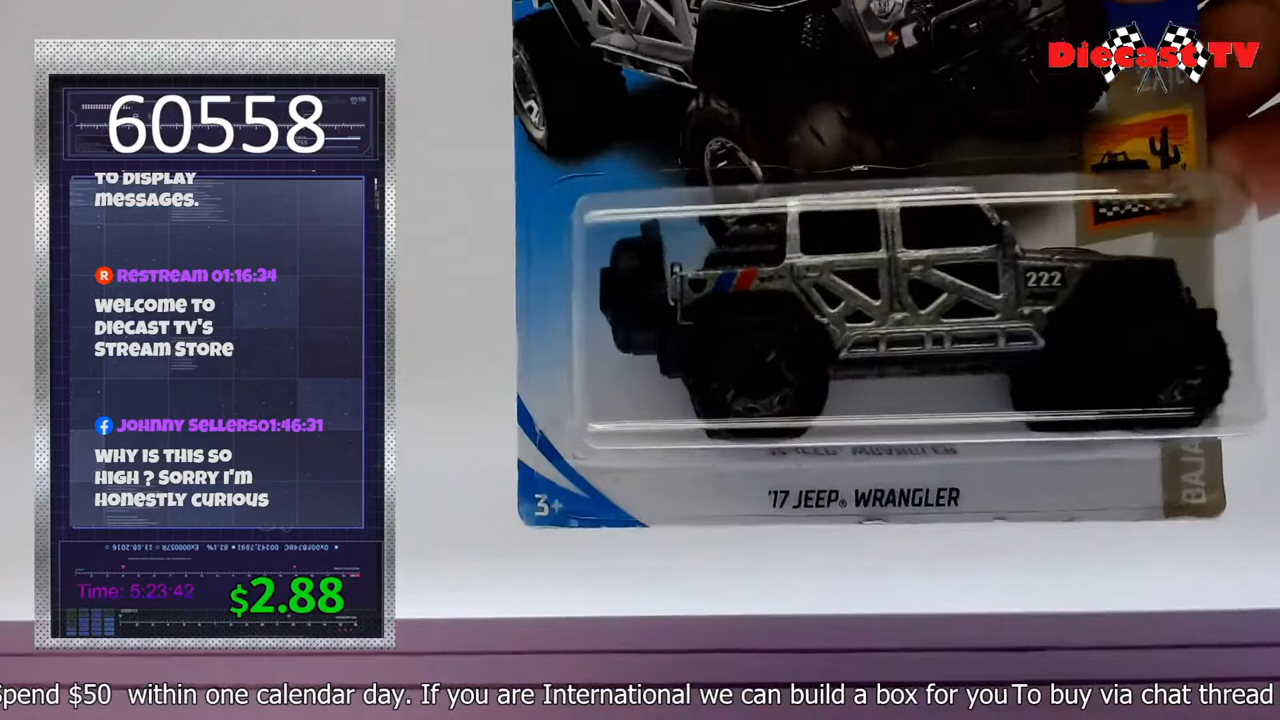 Diecast TV
60558
TO DISPLAY
MESSAGES.
R Restream 01:16:34
Welcome to
Diecast TV's
Stream Store
Johnny Sellers01:46:31
Why is this so
high ? Sorry I'm
honestly curious
Time: 5:23:42
$2.88
222
3+
'17 JEEP® WRANGLER
BAJA
Spend $50 within one calendar day. If you are International we can build a box for you To buy via chat thread